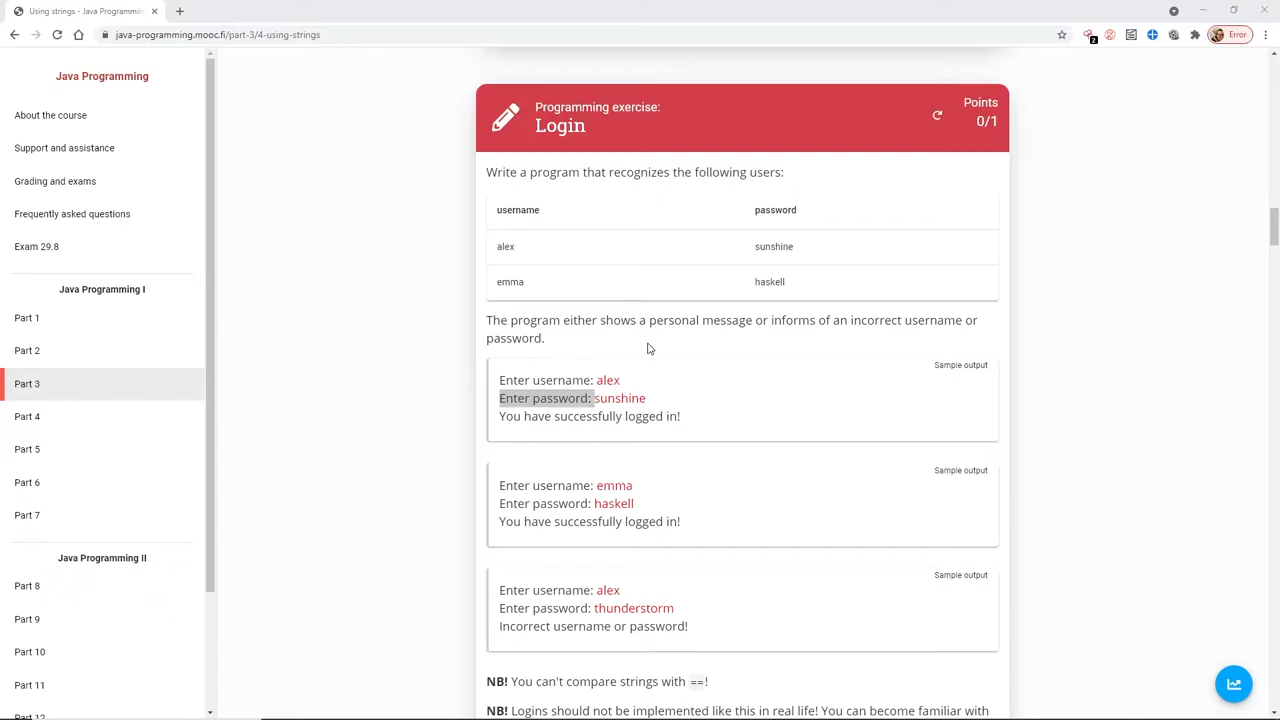 Using strings - Java Programming
java-programming.mooc.fi/part-3/4-using-strings
2
Error
Java Programming
About the course
Support and assistance
Grading and exams
Frequently asked questions
Exam 29.8
Java Programming I
Part 1
Part 2
Part 3
Part 4
Part 5
Part 6
Part 7
Java Programming II
Part 8
Part 9
Part 10
Part 11
Part 12
Programming exercise:
Login
Points
0/1
Write a program that recognizes the following users:
username password
alex sunshine
emma haskell
The program either shows a personal message or informs of an incorrect username or
password.
Sample output
Enter username: alex
Enter password: sunshine
You have successfully logged in!
Sample output
Enter username: emma
Enter password: haskell
You have successfully logged in!
Sample output
Enter username: alex
Enter password: thunderstorm
Incorrect username or password!
NB! You can't compare strings with ==!
NB! Logins should not be implemented like this in real life! You can become familiar with